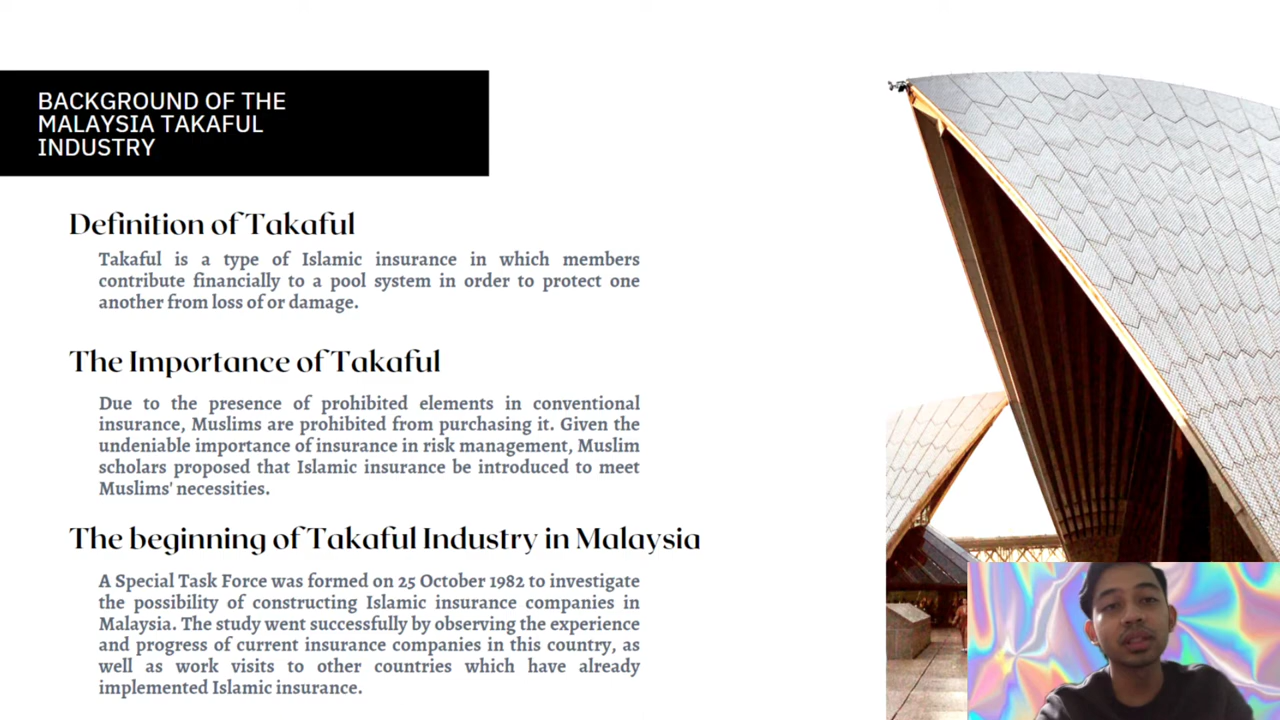 BACKGROUND OF THE
MALAYSIA TAKAFUL
INDUSTRY
Definition of Takaful
Takaful is a type of Islamic insurance in which members
contribute financially to a pool system in order to protect one
another from loss of or damage.
The Importance of Takaful
Due to the presence of prohibited elements in conventional
insurance, Muslims are prohibited from purchasing it. Given the
undeniable importance of insurance in risk management, Muslim
scholars proposed that Islamic insurance be introduced to meet
Muslims' necessities.
The beginning of Takaful Industry in Malaysia
A Special Task Force was formed on 25 October 1982 to investigate
the possibility of constructing Islamic insurance companies in
Malaysia. The study went successfully by observing the experience
and progress of current insurance companies in this country, as
well as work visits to other countries which have already
implemented Islamic insurance.